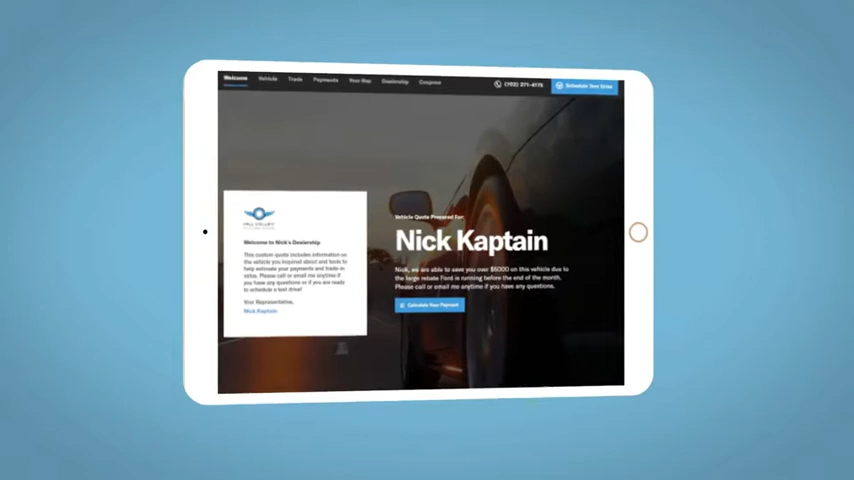 Welcome Vehicle Trade Payments Your Rep Dealership Coupons
Schedule Test Drive
HILL VALLEY
Welcome to Nick's Dealership
This custom quote includes information on
the vehicle you inquired about and tools to
help estimate your payments and trade-in
value. Please call or email me anytime if
you have any questions or if you are ready
to schedule a test drive!
Your Representative,
Nick Kaptain
Vehicle Quote Prepared For:
Nick Kaptain
Nick, we are able to save you over $5000 on this vehicle due to
the large rebate Ford is running before the end of the month.
Please call or email me anytime if you have any questions.
Calculate Your Payment